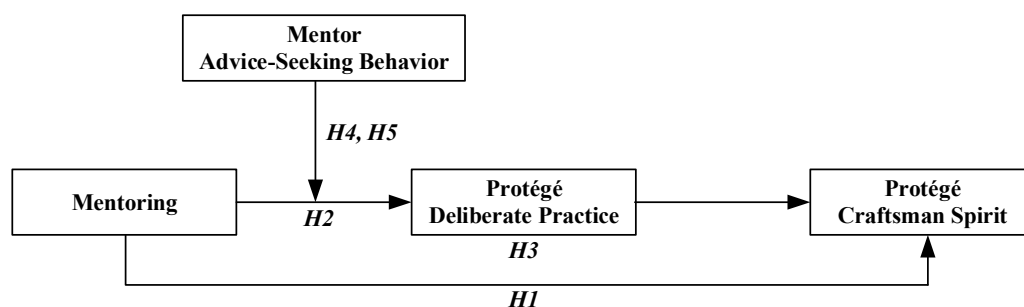 Mentor
Advice-Seeking Behavior
H4, H5
Mentoring
H2
Protégé
Deliberate Practice
H3
Protégé
Craftsman Spirit
H1